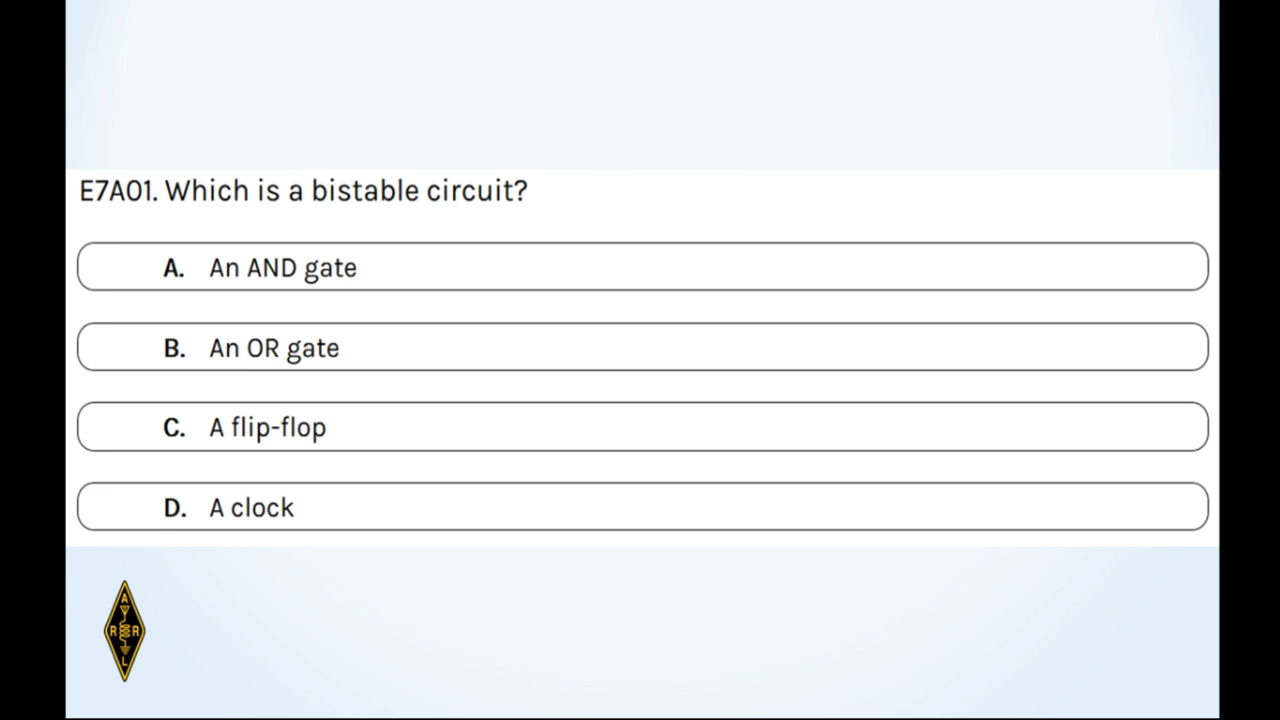 E7A01. Which is a bistable circuit?
A. An AND gate
B. An OR gate
C. A flip-flop
D. A clock
A
R R
L